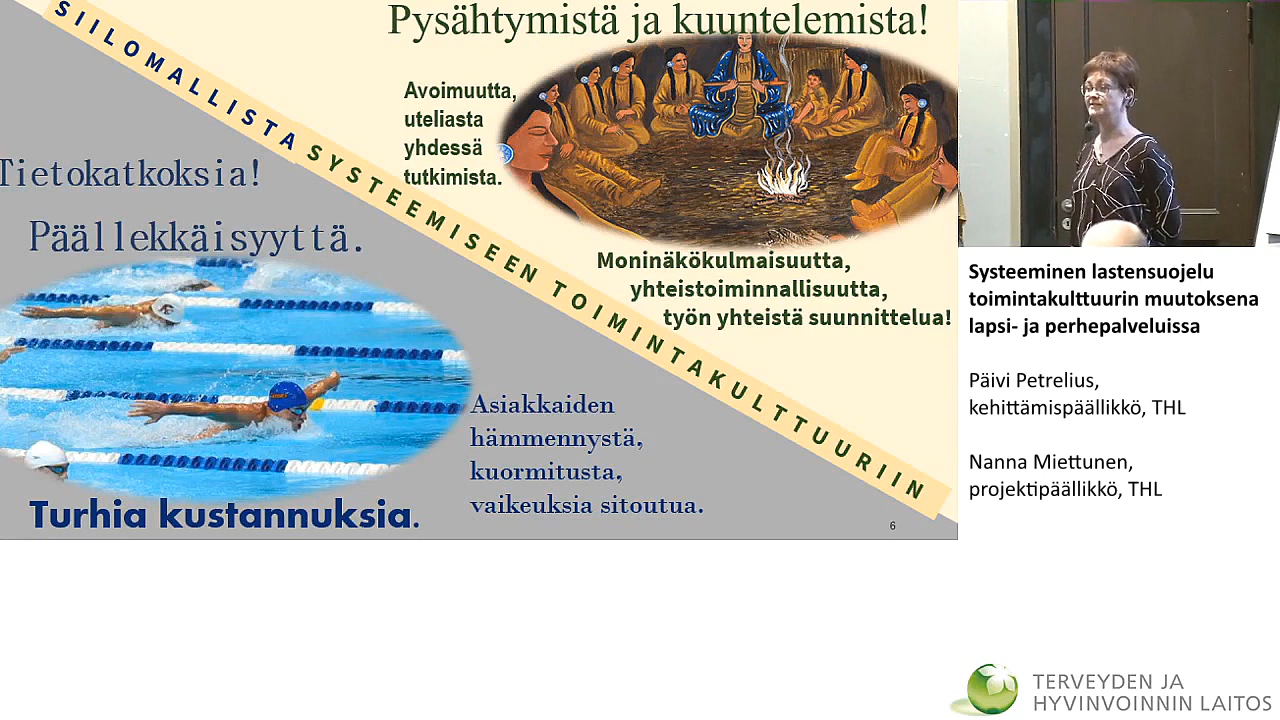 Pysähtymistä ja kuuntelemista!
Avoimuutta,
uteliasta
yhdessä
tutkimista.
SIILOMALLISTA SYSTEEMISEEN TOIMINTAKULTTUURIIN
Tietokatkoksia!
Päällekkäisyyttä.
Moninäkökulmaisuutta,
yhteistoiminnallisuutta,
työn yhteistä suunnittelua!
Asiakkaiden
hämmennystä,
kuormitusta,
vaikeuksia sitoutua.
Turhia kustannuksia.
6
Systeeminen lastensuojelu
toimintakulttuurin muutoksena
lapsi- ja perhepalveluissa
Päivi Petrelius,
kehittämispäällikkö, THL
Nanna Miettunen,
projektipäällikkö, THL
TERVEYDEN JA
HYVINVOINNIN LAITOS